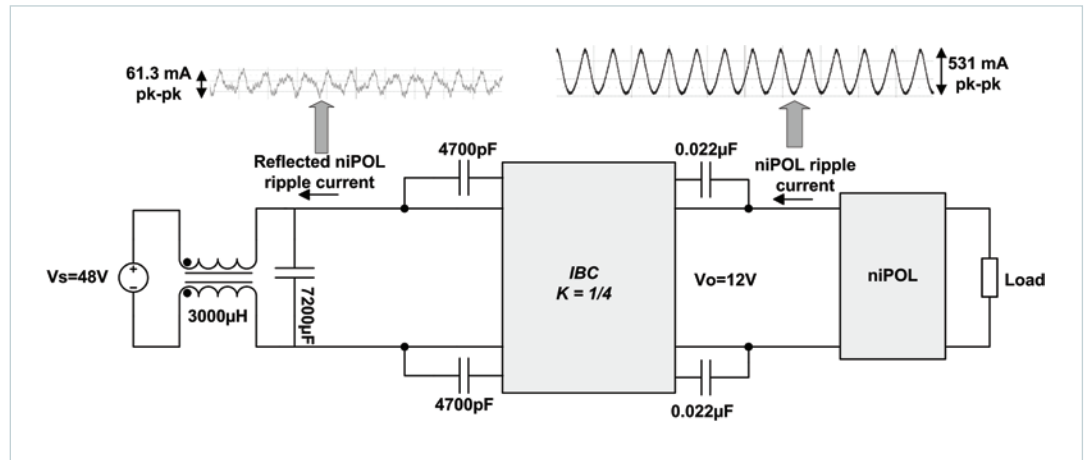 61.3 mA
pk-pk
531 mA
pk-pk
Reflected niPOL
ripple current
4700pF
0.022µF
niPOL ripple
current
Vs=48V
+
−
3000µH
7200µF
IBC
K = 1/4
Vo=12V
niPOL
Load
4700pF
0.022µF